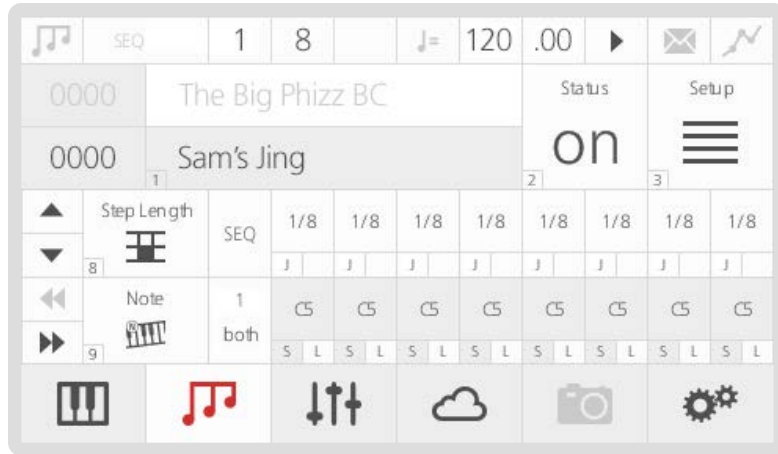 SEQ 1 8 ♩= 120 .00
0000 The Big Phizz BC
Status Setup
0000 1 Sam's Jing
on
2 3
Step Length
8
SEQ 1/8 1/8 1/8 1/8 1/8 1/8 1/8 1/8
J J J J J J J J
Note
N
9
1 C5 C5 C5 C5 C5 C5 C5 C5
both
S L S L S L S L S L S L S L S L